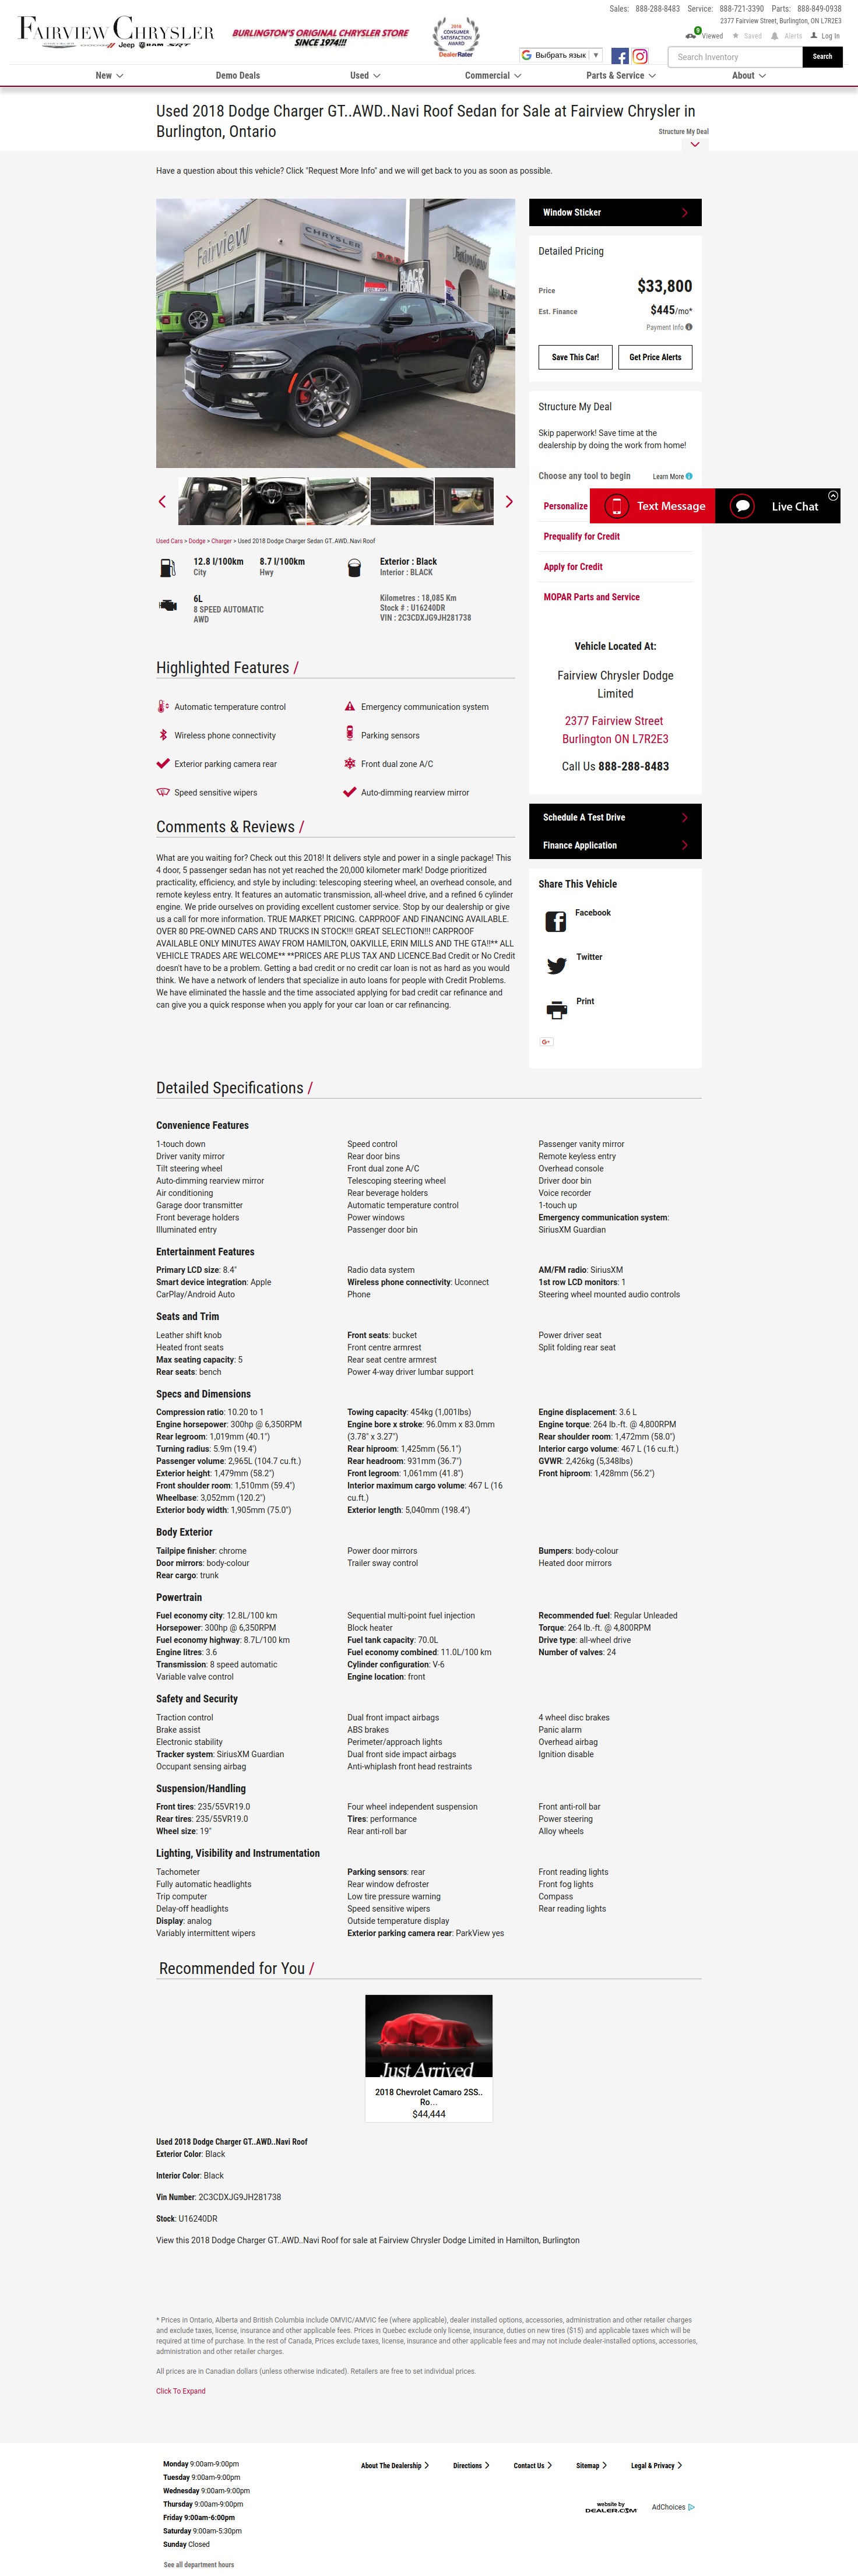 Sales: 888-288-8483 Service: 888-721-3390 Parts: 888-849-0938
2377 Fairview Street, Burlington, ON L7R2E3
0 Viewed Saved Alerts Log In
FAIRVIEW CHRYSLER
Jeep RAM SRT
BURLINGTON'S ORIGINAL CHRYSLER STORE
SINCE 1974!!!
2018
CONSUMER
SATISFACTION
AWARD
DealerRater
Выбрать язык ▼
Search Inventory
Search
New
Demo Deals
Used
Commercial
Parts & Service
About
Used 2018 Dodge Charger GT..AWD..Navi Roof Sedan for Sale at Fairview Chrysler in
Burlington, Ontario
Structure My Deal
Have a question about this vehicle? Click "Request More Info" and we will get back to you as soon as possible.
Fairview
CHRYSLER
DODGE
Fairview
BLACK
FRIDAY
Window Sticker
Detailed Pricing
Price $33,800
Est. Finance $445/mo*
Payment Info
Save This Car!
Get Price Alerts
Structure My Deal
Skip paperwork! Save time at the
dealership by doing the work from home!
Choose any tool to begin Learn More
Personalize
Text Message
Live Chat
Prequalify for Credit
Apply for Credit
MOPAR Parts and Service
Used Cars > Dodge > Charger > Used 2018 Dodge Charger Sedan GT..AWD..Navi Roof
12.8 l/100km
City
8.7 l/100km
Hwy
Exterior : Black
Interior : BLACK
6L
8 SPEED AUTOMATIC
AWD
Kilometres : 18,085 Km
Stock # : U16240DR
VIN : 2C3CDXJG9JH281738
Vehicle Located At:
Fairview Chrysler Dodge
Limited
2377 Fairview Street
Burlington ON L7R2E3
Call Us 888-288-8483
Highlighted Features /
Automatic temperature control
Emergency communication system
Wireless phone connectivity
Parking sensors
Exterior parking camera rear
Front dual zone A/C
Speed sensitive wipers
Auto-dimming rearview mirror
Schedule A Test Drive
Finance Application
Comments & Reviews /
What are you waiting for? Check out this 2018! It delivers style and power in a single package! This
4 door, 5 passenger sedan has not yet reached the 20,000 kilometer mark! Dodge prioritized
practicality, efficiency, and style by including: telescoping steering wheel, an overhead console, and
remote keyless entry. It features an automatic transmission, all-wheel drive, and a refined 6 cylinder
engine. We pride ourselves on providing excellent customer service. Stop by our dealership or give
us a call for more information. TRUE MARKET PRICING. CARPROOF AND FINANCING AVAILABLE.
OVER 80 PRE-OWNED CARS AND TRUCKS IN STOCK!!! GREAT SELECTION!!! CARPROOF
AVAILABLE ONLY MINUTES AWAY FROM HAMILTON, OAKVILLE, ERIN MILLS AND THE GTA!!** ALL
VEHICLE TRADES ARE WELCOME** **PRICES ARE PLUS TAX AND LICENCE.Bad Credit or No Credit
doesn't have to be a problem. Getting a bad credit or no credit car loan is not as hard as you would
think. We have a network of lenders that specialize in auto loans for people with Credit Problems.
We have eliminated the hassle and time associated applying for bad credit car refinance and
can give you a quick response when you apply for your car loan or car refinancing.
Share This Vehicle
Facebook
Twitter
Print
G+
Detailed Specifications /
Convenience Features
1-touch down
Driver vanity mirror
Tilt steering wheel
Auto-dimming rearview mirror
Air conditioning
Garage door transmitter
Front beverage holders
Illuminated entry
Speed control
Rear door bins
Front dual zone A/C
Telescoping steering wheel
Rear beverage holders
Automatic temperature control
Power windows
Passenger door bin
Passenger vanity mirror
Remote keyless entry
Overhead console
Driver door bin
Voice recorder
1-touch up
Emergency communication system:
SiriusXM Guardian
Entertainment Features
Primary LCD size: 8.4"
Smart device integration: Apple
CarPlay/Android Auto
Radio data system
Wireless phone connectivity: Uconnect
Phone
AM/FM radio: SiriusXM
1st row LCD monitors: 1
Steering wheel mounted audio controls
Seats and Trim
Leather shift knob
Heated front seats
Max seating capacity: 5
Rear seats: bench
Front seats: bucket
Front centre armrest
Rear seat centre armrest
Power 4-way driver lumbar support
Power driver seat
Split folding rear seat
Specs and Dimensions
Compression ratio: 10.20 to 1
Engine horsepower: 300hp @ 6,350RPM
Rear legroom: 1,019mm (40.1")
Turning radius: 5.9m (19.4')
Passenger volume: 2,965L (104.7 cu.ft.)
Exterior height: 1,479mm (58.2")
Front shoulder room: 1,510mm (59.4")
Wheelbase: 3,052mm (120.2")
Exterior body width: 1,905mm (75.0")
Towing capacity: 454kg (1,001lbs)
Engine bore x stroke: 96.0mm x 83.0mm
(3.78" x 3.27")
Rear hiproom: 1,425mm (56.1")
Rear headroom: 931mm (36.7")
Front legroom: 1,061mm (41.8")
Interior maximum cargo volume: 467 L (16
cu.ft.)
Exterior length: 5,040mm (198.4")
Engine displacement: 3.6 L
Engine torque: 264 lb.-ft. @ 4,800RPM
Rear shoulder room: 1,472mm (58.0")
Interior cargo volume: 467 L (16 cu.ft.)
GVWR: 2,426kg (5,348lbs)
Front hiproom: 1,428mm (56.2")
Body Exterior
Tailpipe finisher: chrome
Door mirrors: body-colour
Rear cargo: trunk
Power door mirrors
Trailer sway control
Bumpers: body-colour
Heated door mirrors
Powertrain
Fuel economy city: 12.8L/100 km
Horsepower: 300hp @ 6,350RPM
Fuel economy highway: 8.7L/100 km
Engine litres: 3.6
Transmission: 8 speed automatic
Variable valve control
Sequential multi-point fuel injection
Block heater
Fuel tank capacity: 70.0L
Fuel economy combined: 11.0L/100 km
Cylinder configuration: V-6
Engine location: front
Recommended fuel: Regular Unleaded
Torque: 264 lb.-ft. @ 4,800RPM
Drive type: all-wheel drive
Number of valves: 24
Safety and Security
Traction control
Brake assist
Electronic stability
Tracker system: SiriusXM Guardian
Occupant sensing airbag
Dual front impact airbags
ABS brakes
Perimeter/approach lights
Dual front side impact airbags
Anti-whiplash front head restraints
4 wheel disc brakes
Panic alarm
Overhead airbag
Ignition disable
Suspension/Handling
Front tires: 235/55VR19.0
Rear tires: 235/55VR19.0
Wheel size: 19"
Four wheel independent suspension
Tires: performance
Rear anti-roll bar
Front anti-roll bar
Power steering
Alloy wheels
Lighting, Visibility and Instrumentation
Tachometer
Fully automatic headlights
Trip computer
Delay-off headlights
Display: analog
Variably intermittent wipers
Parking sensors: rear
Rear window defroster
Low tire pressure warning
Speed sensitive wipers
Outside temperature display
Exterior parking camera rear: ParkView yes
Front reading lights
Front fog lights
Compass
Rear reading lights
Recommended for You /
Just Arrived
2018 Chevrolet Camaro 2SS..
Ro...
$44,444
Used 2018 Dodge Charger GT..AWD..Navi Roof
Exterior Color: Black
Interior Color: Black
Vin Number: 2C3CDXJG9JH281738
Stock: U16240DR
View this 2018 Dodge Charger GT..AWD..Navi Roof for sale at Fairview Chrysler Dodge Limited in Hamilton, Burlington
* Prices in Ontario, Alberta and British Columbia include OMVIC/AMVIC fee (where applicable), dealer installed options, accessories, administration and other retailer charges
and exclude taxes, license, insurance and other applicable fees. Prices in Quebec exclude only license, insurance, duties on new tires ($15) and applicable taxes which will be
required at time of purchase. In the rest of Canada, Prices exclude taxes, license, insurance and other applicable fees and may not include dealer-installed options, accessories,
administration and other retailer charges.
All prices are in Canadian dollars (unless otherwise indicated). Retailers are free to set individual prices.
Click To Expand
Monday 9:00am-9:00pm
Tuesday 9:00am-9:00pm
Wednesday 9:00am-9:00pm
Thursday 9:00am-9:00pm
Friday 9:00am-6:00pm
Saturday 9:00am-5:30pm
Sunday Closed
See all department hours
About The Dealership
Directions
Contact Us
Sitemap
Legal & Privacy
website by
DEALER.COM
AdChoices